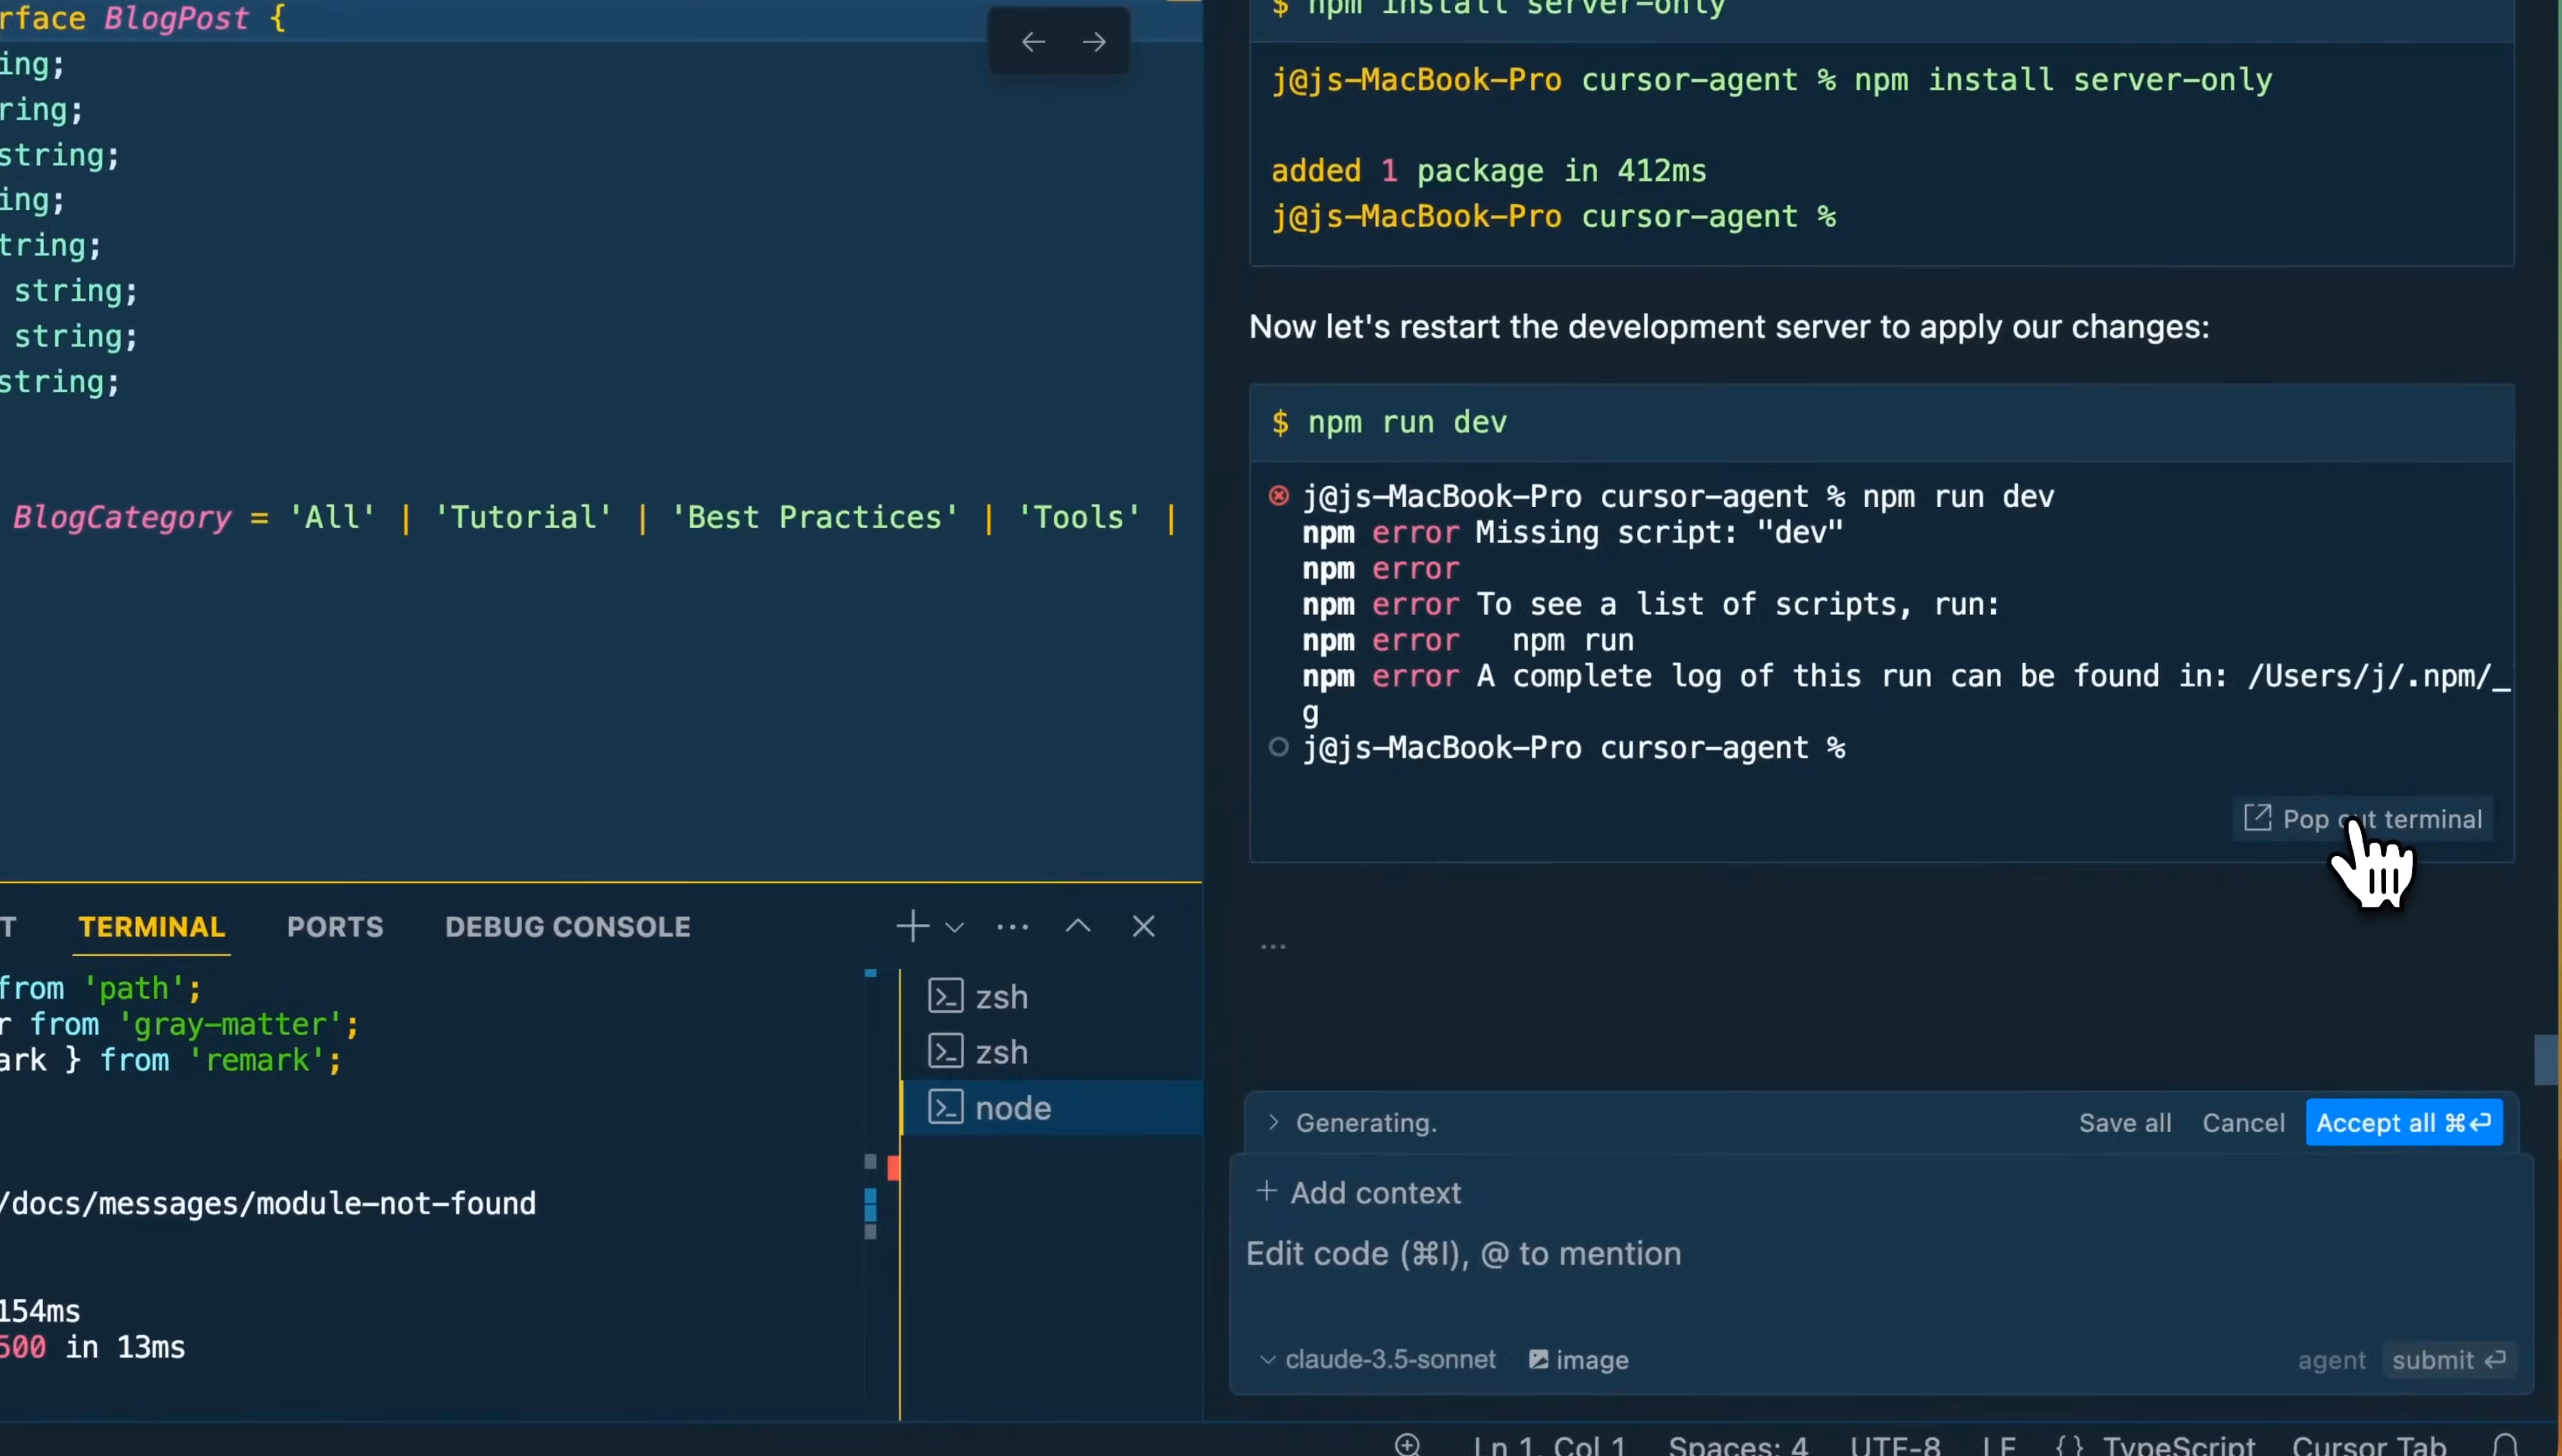 rface BlogPost {
ing;
ring;
string;
ing;
tring;
string;
string;
string;
BlogCategory = 'All' | 'Tutorial' | 'Best Practices' | 'Tools' |
T TERMINAL PORTS DEBUG CONSOLE
from 'path';
r from 'gray-matter';
ark } from 'remark';
/docs/messages/module-not-found
154ms
500 in 13ms
zsh
zsh
node
$ npm install server-only
j@js-MacBook-Pro cursor-agent % npm install server-only
added 1 package in 412ms
j@js-MacBook-Pro cursor-agent %
Now let's restart the development server to apply our changes:
$ npm run dev
j@js-MacBook-Pro cursor-agent % npm run dev
npm error Missing script: "dev"
npm error
npm error To see a list of scripts, run:
npm error   npm run
npm error A complete log of this run can be found in: /Users/j/.npm/_
g
j@js-MacBook-Pro cursor-agent %
Pop out terminal
...
Generating.
Save all Cancel Accept all ⌘⏎
+ Add context
Edit code (⌘I), @ to mention
claude-3.5-sonnet image
agent submit ⏎
Ln 1, Col 1 Spaces: 4 UTF-8 LF {} TypeScript Cursor Tab